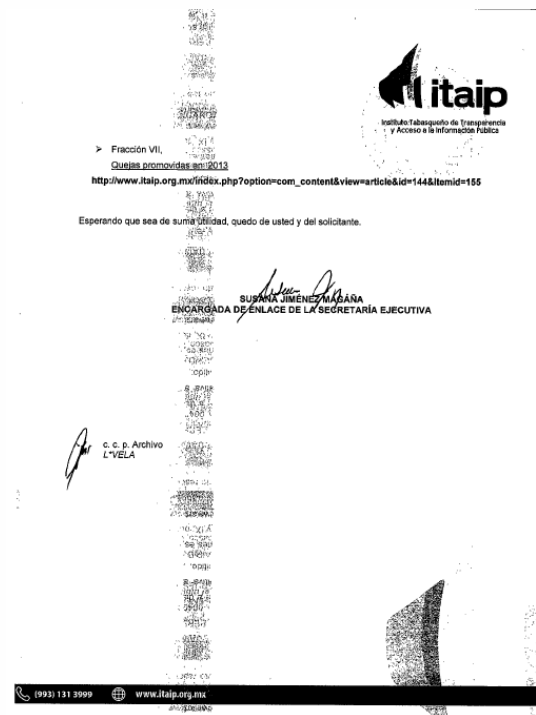 itaip
Instituto Tabasqueño de Transparencia
y Acceso a la Información Pública
➢ Fracción VII,
Quejas promovidas en 2013
http://www.itaip.org.mx/index.php?option=com_content&view=article&id=144&Itemid=155
Esperando que sea de suma utilidad, quedo de usted y del solicitante.
SUSANA JIMÉNEZ MAGAÑA
ENCARGADA DE ENLACE DE LA SECRETARÍA EJECUTIVA
c. c. p. Archivo
L*VELA
(993) 131 3999 www.itaip.org.mx